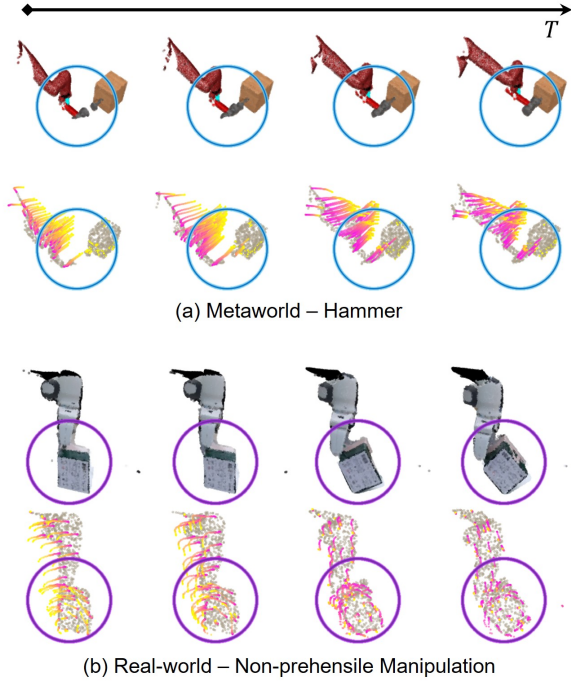 T
(a) Metaworld – Hammer
(b) Real-world – Non-prehensile Manipulation